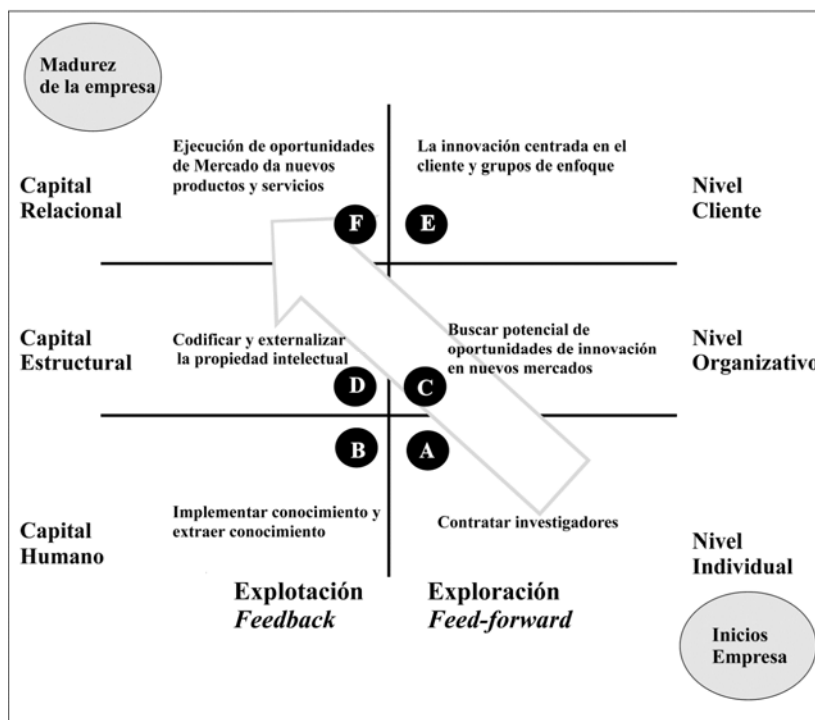 Madurez
de la empresa
Ejecución de oportunidades
de Mercado da nuevos
productos y servicios
La innovación centrada en el
cliente y grupos de enfoque
Capital
Relacional
Nivel
Cliente
F
E
Capital
Estructural
Codificar y externalizar
la propiedad intelectual
Buscar potencial de
oportunidades de innovación
en nuevos mercados
Nivel
Organizativo
D
C
B
A
Capital
Humano
Implementar conocimiento y
extraer conocimiento
Contratar investigadores
Nivel
Individual
Explotación
Feedback
Exploración
Feed-forward
Inicios
Empresa